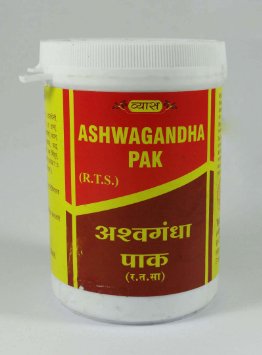 व्यास
ASHWAGANDHA
PAK
(R.T.S.)
अश्वगंधा
पाक
(र.त.सा)